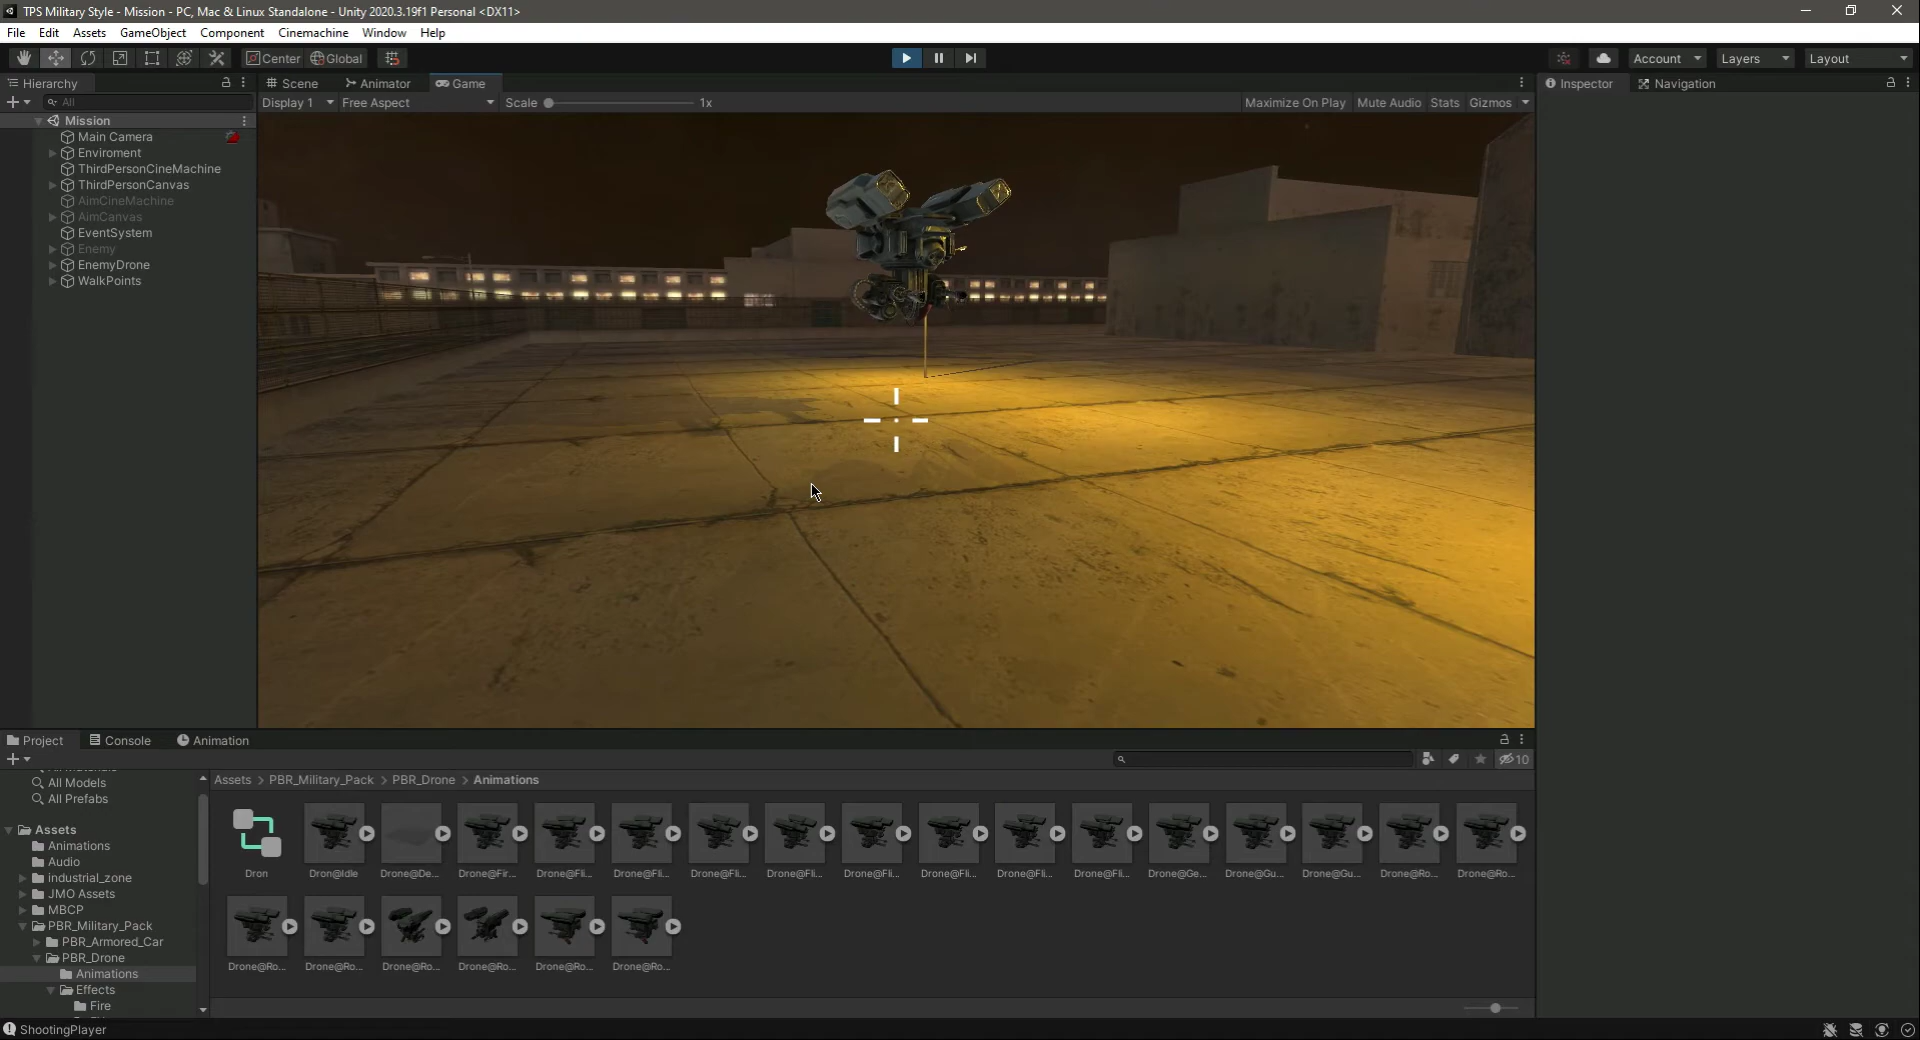 TPS Military Style - Mission - PC, Mac & Linux Standalone - Unity 2020.3.19f1 Personal <DX11>
File Edit Assets GameObject Component Cinemachine Window Help
Center Global Account Layers Layout
Hierarchy Scene Animator Game Inspector Navigation
All Display 1 Free Aspect Scale 1x Maximize On Play Mute Audio Stats Gizmos
Mission
Main Camera
Enviroment
ThirdPersonCineMachine
ThirdPersonCanvas
AimCineMachine
AimCanvas
EventSystem
Enemy
EnemyDrone
WalkPoints
Project Console Animation
10
All Models
All Prefabs
Assets
Animations
Audio
industrial_zone
JMO Assets
MBCP
PBR_Military_Pack
PBR_Armored_Car
PBR_Drone
Animations
Effects
Fire
Assets > PBR_Military_Pack > PBR_Drone > Animations
Dron Dron@Idle Drone@De... Drone@Fir... Drone@Fli... Drone@Fli... Drone@Fli... Drone@Fli... Drone@Fli... Drone@Fli... Dron@Fli... Drone@Fli... Drone@Ge... Drone@Gu... Drone@Gu... Drone@Ro... Drone@Ro...
Drone@Ro... Drone@Ro... Drone@Ro... Drone@Ro... Drone@Ro... Drone@Ro...
ShootingPlayer